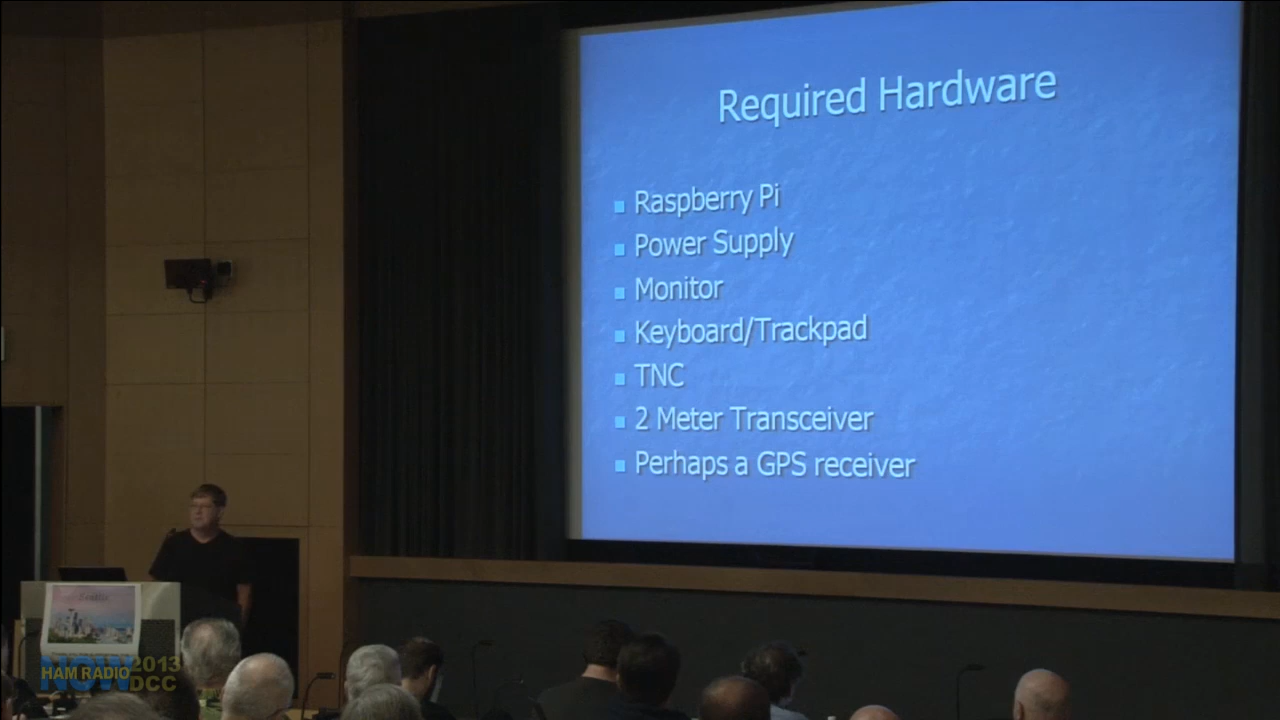 Required Hardware
Raspberry Pi
Power Supply
Monitor
Keyboard/Trackpad
TNC
2 Meter Transceiver
Perhaps a GPS receiver
Seattle
NOW 2013
HAM RADIO DCC